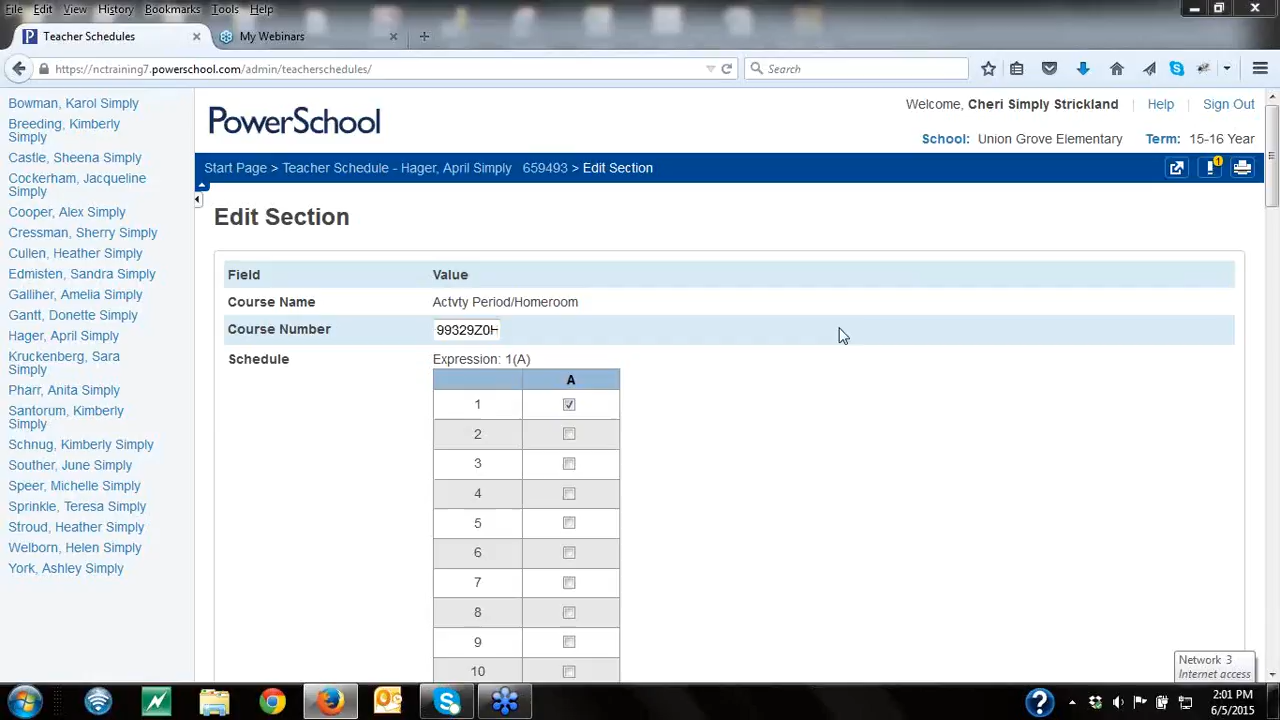 File Edit View History Bookmarks Tools Help
Teacher Schedules
My Webinars
https://nctraining7.powerschool.com/admin/teacherschedules/
Search
Bowman, Karol Simply
Breeding, Kimberly
Simply
Castle, Sheena Simply
Cockerham, Jacqueline
Simply
Cooper, Alex Simply
Cressman, Sherry Simply
Cullen, Heather Simply
Edmisten, Sandra Simply
Galliher, Amelia Simply
Gantt, Donette Simply
Hager, April Simply
Kruckenberg, Sara
Simply
Pharr, Anita Simply
Santorum, Kimberly
Simply
Schnug, Kimberly Simply
Souther, June Simply
Speer, Michelle Simply
Sprinkle, Teresa Simply
Stroud, Heather Simply
Welborn, Helen Simply
York, Ashley Simply
PowerSchool
Welcome, Cheri Simply Strickland Help Sign Out
School: Union Grove Elementary Term: 15-16 Year
Start Page > Teacher Schedule - Hager, April Simply 659493 > Edit Section
Edit Section
Field Value
Course Name Actvty Period/Homeroom
Course Number 99329Z0H
Schedule Expression: 1(A)
A
1
2
3
4
5
6
7
8
9
10
Network 3
Internet access
2:01 PM
6/5/2015